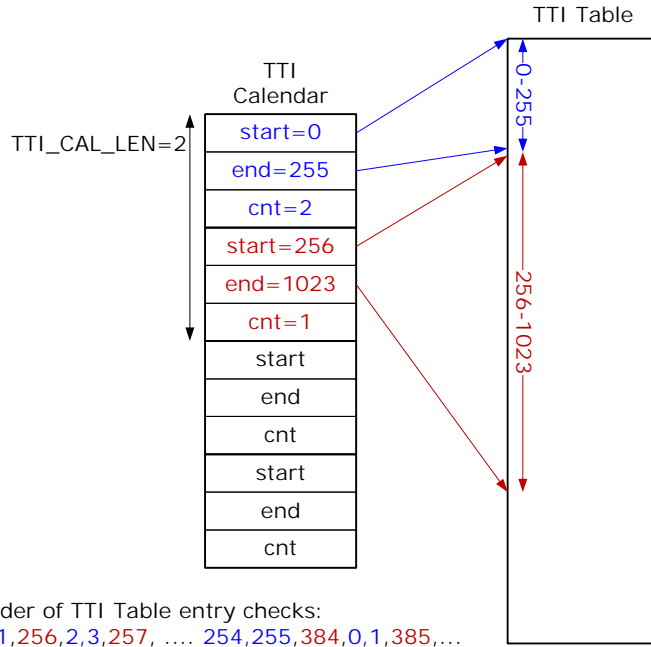 TTI Table
TTI
Calendar
TTI_CAL_LEN=2
start=0
end=255
cnt=2
start=256
end=1023
cnt=1
start
end
cnt
start
end
cnt
0-255
256-1023
der of TTI Table entry checks:
1,256,2,3,257, .... 254,255,384,0,1,385,...